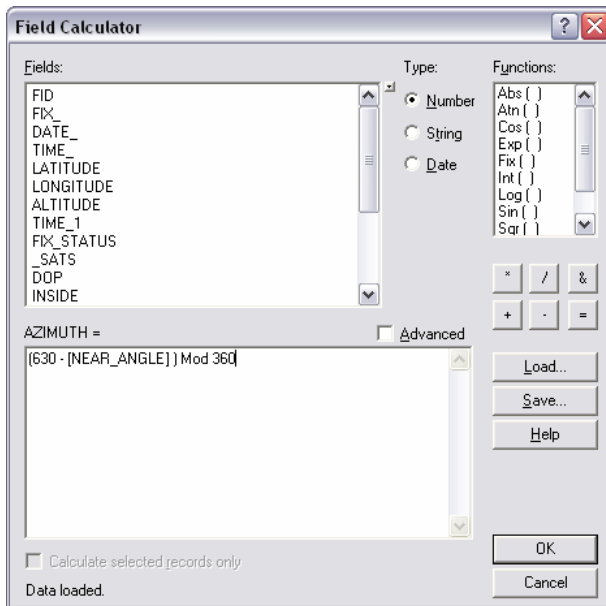 Field Calculator
Fields:
FID
FIX_
DATE_
TIME_
LATITUDE
LONGITUDE
ALTITUDE
TIME_1
FIX_STATUS
_SATS
DOP
INSIDE
Type:
Number
String
Date
Functions:
Abs ( )
Atn ( )
Cos ( )
Exp ( )
Fix ( )
Int ( )
Log ( )
Sin ( )
Sqr ( )
* / &
+ - =
AZIMUTH =
Advanced
(630 - [NEAR_ANGLE] ) Mod 360
Load...
Save...
Help
Calculate selected records only
OK
Data loaded.
Cancel